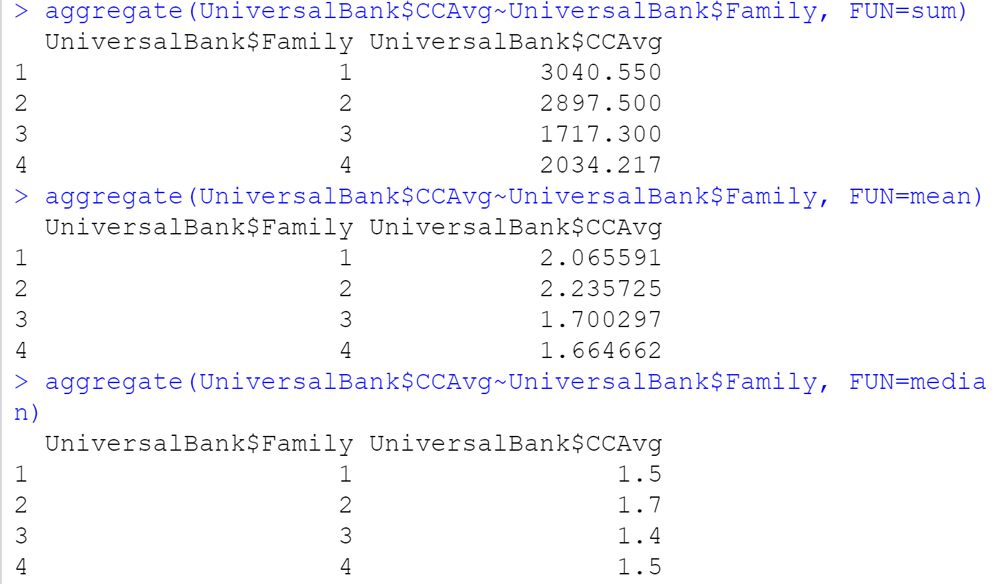 > aggregate(UniversalBank$CCAvg~UniversalBank$Family, FUN=sum)
  UniversalBank$Family UniversalBank$CCAvg
1                    1            3040.550
2                    2            2897.500
3                    3            1717.300
4                    4            2034.217
> aggregate(UniversalBank$CCAvg~UniversalBank$Family, FUN=mean)
  UniversalBank$Family UniversalBank$CCAvg
1                    1            2.065591
2                    2            2.235725
3                    3            1.700297
4                    4            1.664662
> aggregate(UniversalBank$CCAvg~UniversalBank$Family, FUN=media
n)
  UniversalBank$Family UniversalBank$CCAvg
1                    1                 1.5
2                    2                 1.7
3                    3                 1.4
4                    4                 1.5